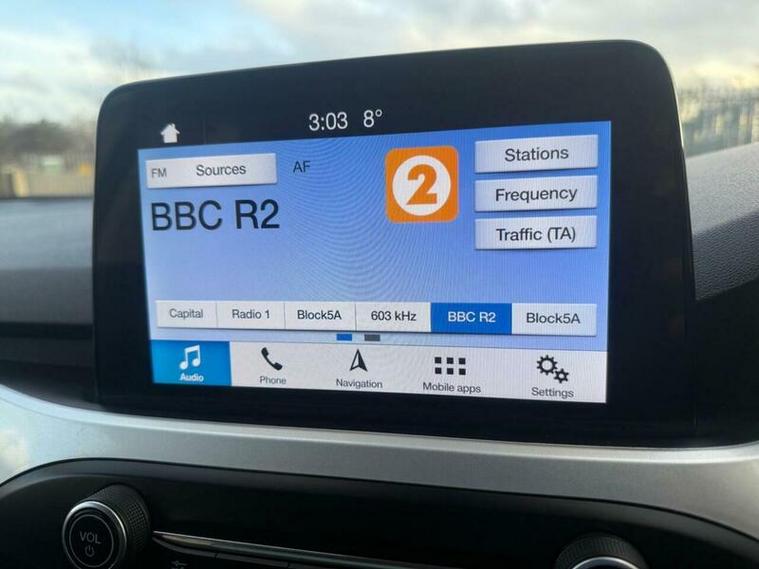 3:03 8°
FM Sources
AF
2
Stations
BBC R2
Frequency
Traffic (TA)
Capital
Radio 1
Block5A
603 kHz
BBC R2
Block5A
Audio
Phone
Navigation
Mobile apps
Settings
VOL